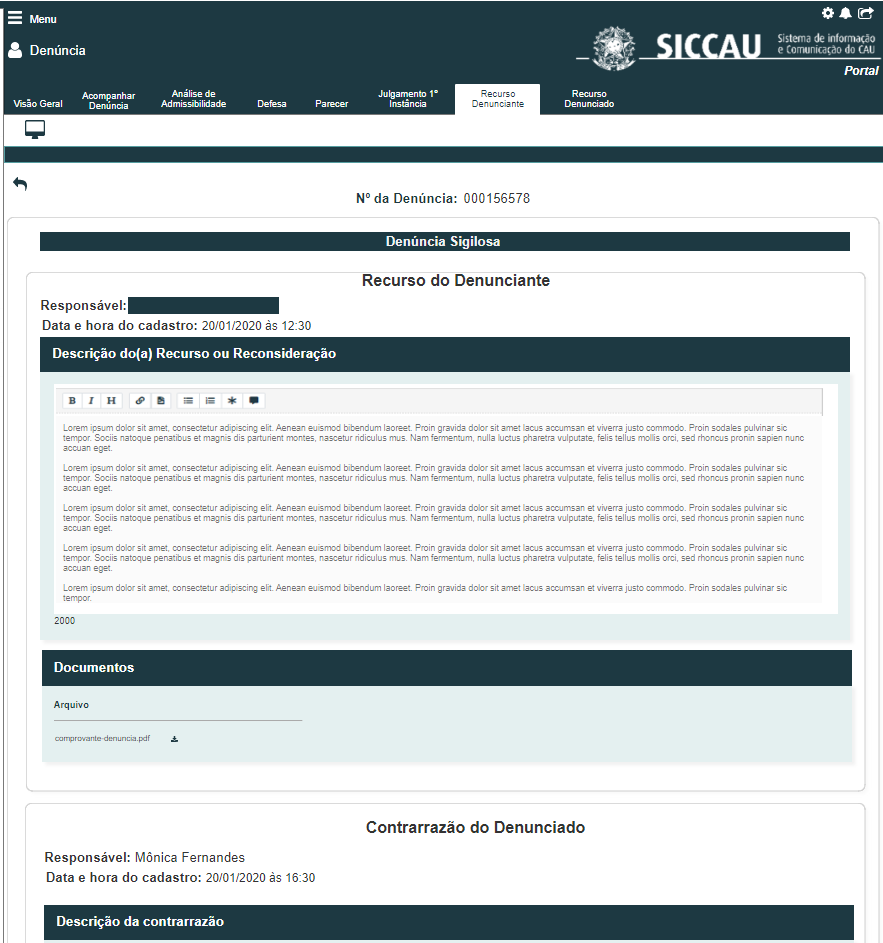 Menu
Denúncia
SICCAU
Sistema de informação
e Comunicação do CAU
Portal
Visão Geral
Acompanhar
Denúncia
Análise de
Admissibilidade
Defesa
Parecer
Julgamento 1°
Instância
Recurso
Denunciante
Recurso
Denunciado
Nº da Denúncia: 000156578
Denúncia Sigilosa
Recurso do Denunciante
Responsável:
Data e hora do cadastro: 20/01/2020 às 12:30
Descrição do(a) Recurso ou Reconsideração
B I H
Lorem ipsum dolor sit amet, consectetur adipiscing elit. Aenean euismod bibendum laoreet. Proin gravida dolor sit amet lacus accumsan et viverra justo commodo. Proin sodales pulvinar sic
tempor. Sociis natoque penatibus et magnis dis parturient montes, nascetur ridiculus mus. Nam fermentum, nulla luctus pharetra vulputate, felis tellus mollis orci, sed rhoncus pronin sapien nunc
accuan eget.
Lorem ipsum dolor sit amet, consectetur adipiscing elit. Aenean euismod bibendum laoreet. Proin gravida dolor sit amet lacus accumsan et viverra justo commodo. Proin sodales pulvinar sic
tempor. Sociis natoque penatibus et magnis dis parturient montes, nascetur ridiculus mus. Nam fermentum, nulla luctus pharetra vulputate, felis tellus mollis orci, sed rhoncus pronin sapien nunc
accuan eget.
Lorem ipsum dolor sit amet, consectetur adipiscing elit. Aenean euismod bibendum laoreet. Proin gravida dolor sit amet lacus accumsan et viverra justo commodo. Proin sodales pulvinar sic
tempor. Sociis natoque penatibus et magnis dis parturient montes, nascetur ridiculus mus. Nam fermentum, nulla luctus pharetra vulputate, felis tellus mollis orci, sed rhoncus pronin sapien nunc
accuan eget.
Lorem ipsum dolor sit amet, consectetur adipiscing elit. Aenean euismod bibendum laoreet. Proin gravida dolor sit amet lacus accumsan et viverra justo commodo. Proin sodales pulvinar sic
tempor. Sociis natoque penatibus et magnis dis parturient montes, nascetur ridiculus mus. Nam fermentum, nulla luctus pharetra vulputate, felis tellus mollis orci, sed rhoncus pronin sapien nunc
accuan eget.
Lorem ipsum dolor sit amet, consectetur adipiscing elit. Aenean euismod bibendum laoreet. Proin gravida dolor sit amet lacus accumsan et viverra justo commodo. Proin sodales pulvinar sic
tempor.
2000
Documentos
Arquivo
comprovante-denuncia.pdf
Contrarrazão do Denunciado
Responsável: Mônica Fernandes
Data e hora do cadastro: 20/01/2020 às 16:30
Descrição da contrarrazão